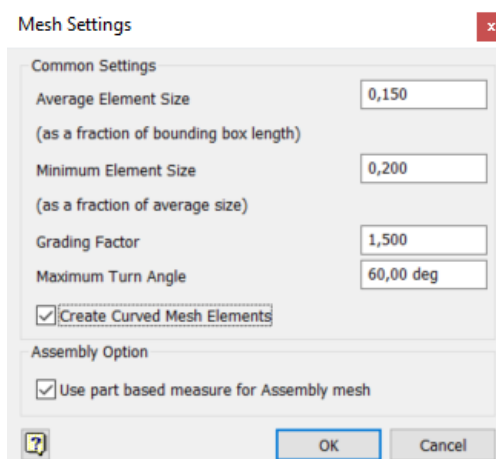 Mesh Settings
x
Common Settings
Average Element Size
0,150
(as a fraction of bounding box length)
Minimum Element Size
0,200
(as a fraction of average size)
Grading Factor
1,500
Maximum Turn Angle
60,00 deg
Create Curved Mesh Elements
Assembly Option
Use part based measure for Assembly mesh
?
OK
Cancel